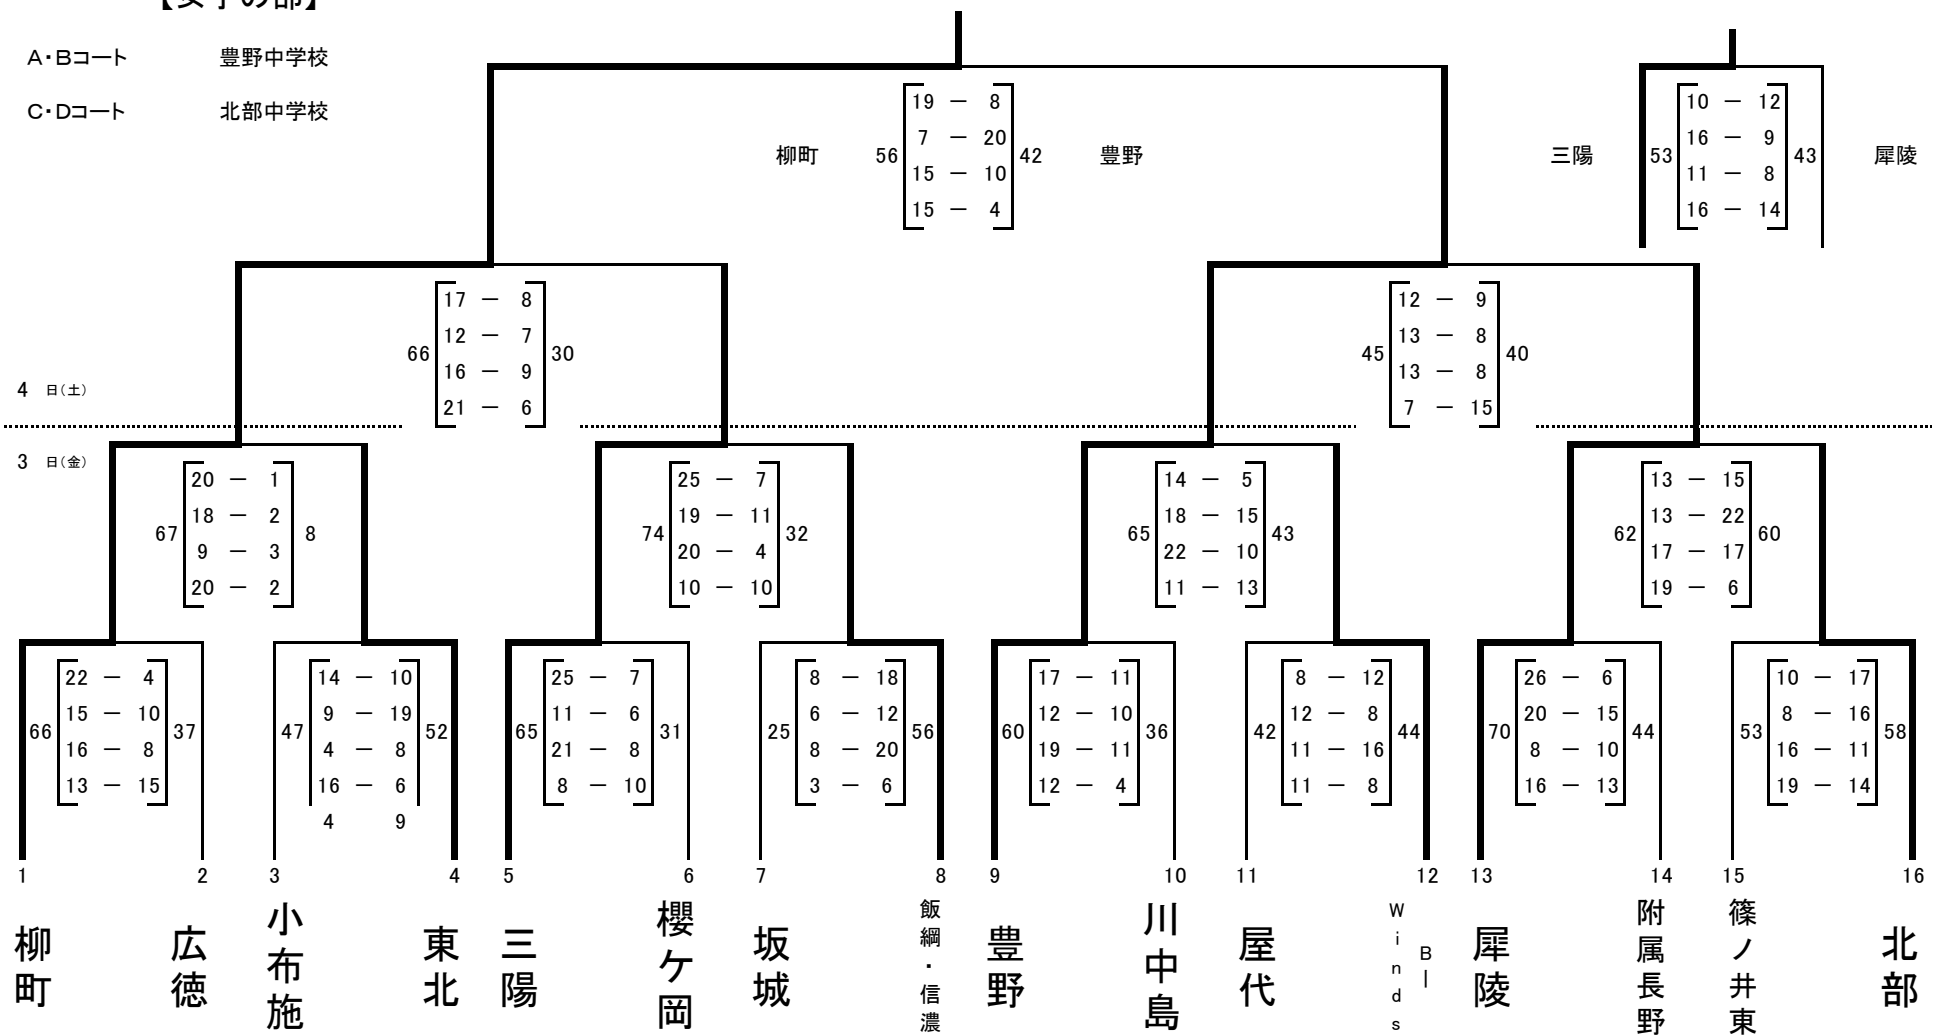 【女子の部】
A・Bコート 豊野中学校
C・Dコート 北部中学校
柳町 56 42 豊野
19 － 8
7 － 20
15 － 10
15 － 4
三陽 53 43 犀陵
10 － 12
16 － 9
11 － 8
16 － 14
66 30
17 － 8
12 － 7
16 － 9
21 － 6
45 40
12 － 9
13 － 8
13 － 8
7 － 15
4 日(土)
3 日(金)
67 8
20 － 1
18 － 2
9 － 3
20 － 2
74 32
25 － 7
19 － 11
20 － 4
10 － 10
65 43
14 － 5
18 － 15
22 － 10
11 － 13
62 60
13 － 15
13 － 22
17 － 17
19 － 6
66 37
22 － 4
15 － 10
16 － 8
13 － 15
47 52
14 － 10
9 － 19
4 － 8
16 － 6
4 9
65 31
25 － 7
11 － 6
21 － 8
8 － 10
25 56
8 － 18
6 － 12
8 － 20
3 － 6
60 36
17 － 11
12 － 10
19 － 11
12 － 4
42 44
8 － 12
12 － 8
11 － 16
11 － 8
70 44
26 － 6
20 － 15
8 － 10
16 － 13
53 58
10 － 17
8 － 16
16 － 11
19 － 14
1 2 3 4 5 6 7 8 9 10 11 12 13 14 15 16
柳町
広徳
小布施
東北
三陽
櫻ケ岡
坂城
飯綱・信濃
豊野
川中島
屋代
B－
Winds
犀陵
附属長野
篠ノ井東
北部